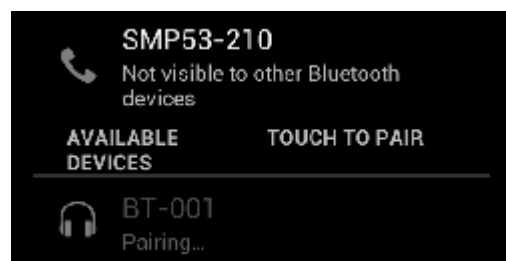 SMP53-210
Not visible to other Bluetooth
devices
AVAILABLE DEVICES
TOUCH TO PAIR
BT-001
Pairing...